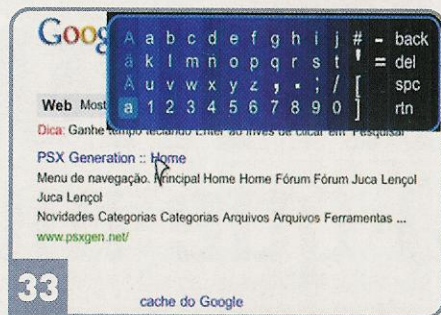 Goog
A a b c d e f g h i j # - back
ä k l m n o p q r s t ' = del
Ä u v w x y z , . ; / [ spc
a 1 2 3 4 5 6 7 8 9 0 ] rtn
Web Most
Dica: Ganhe tempo teclando Enter ao invés de clicar em "Pesquisar"
PSX Generation :: Home
Menu de navegação. Principal Home Home Fórum Fórum Juca Lençol
Juca Lençol
Novidades Categorias Categorias Arquivos Arquivos Ferramentas ...
www.psxgen.net/
33
cache do Google